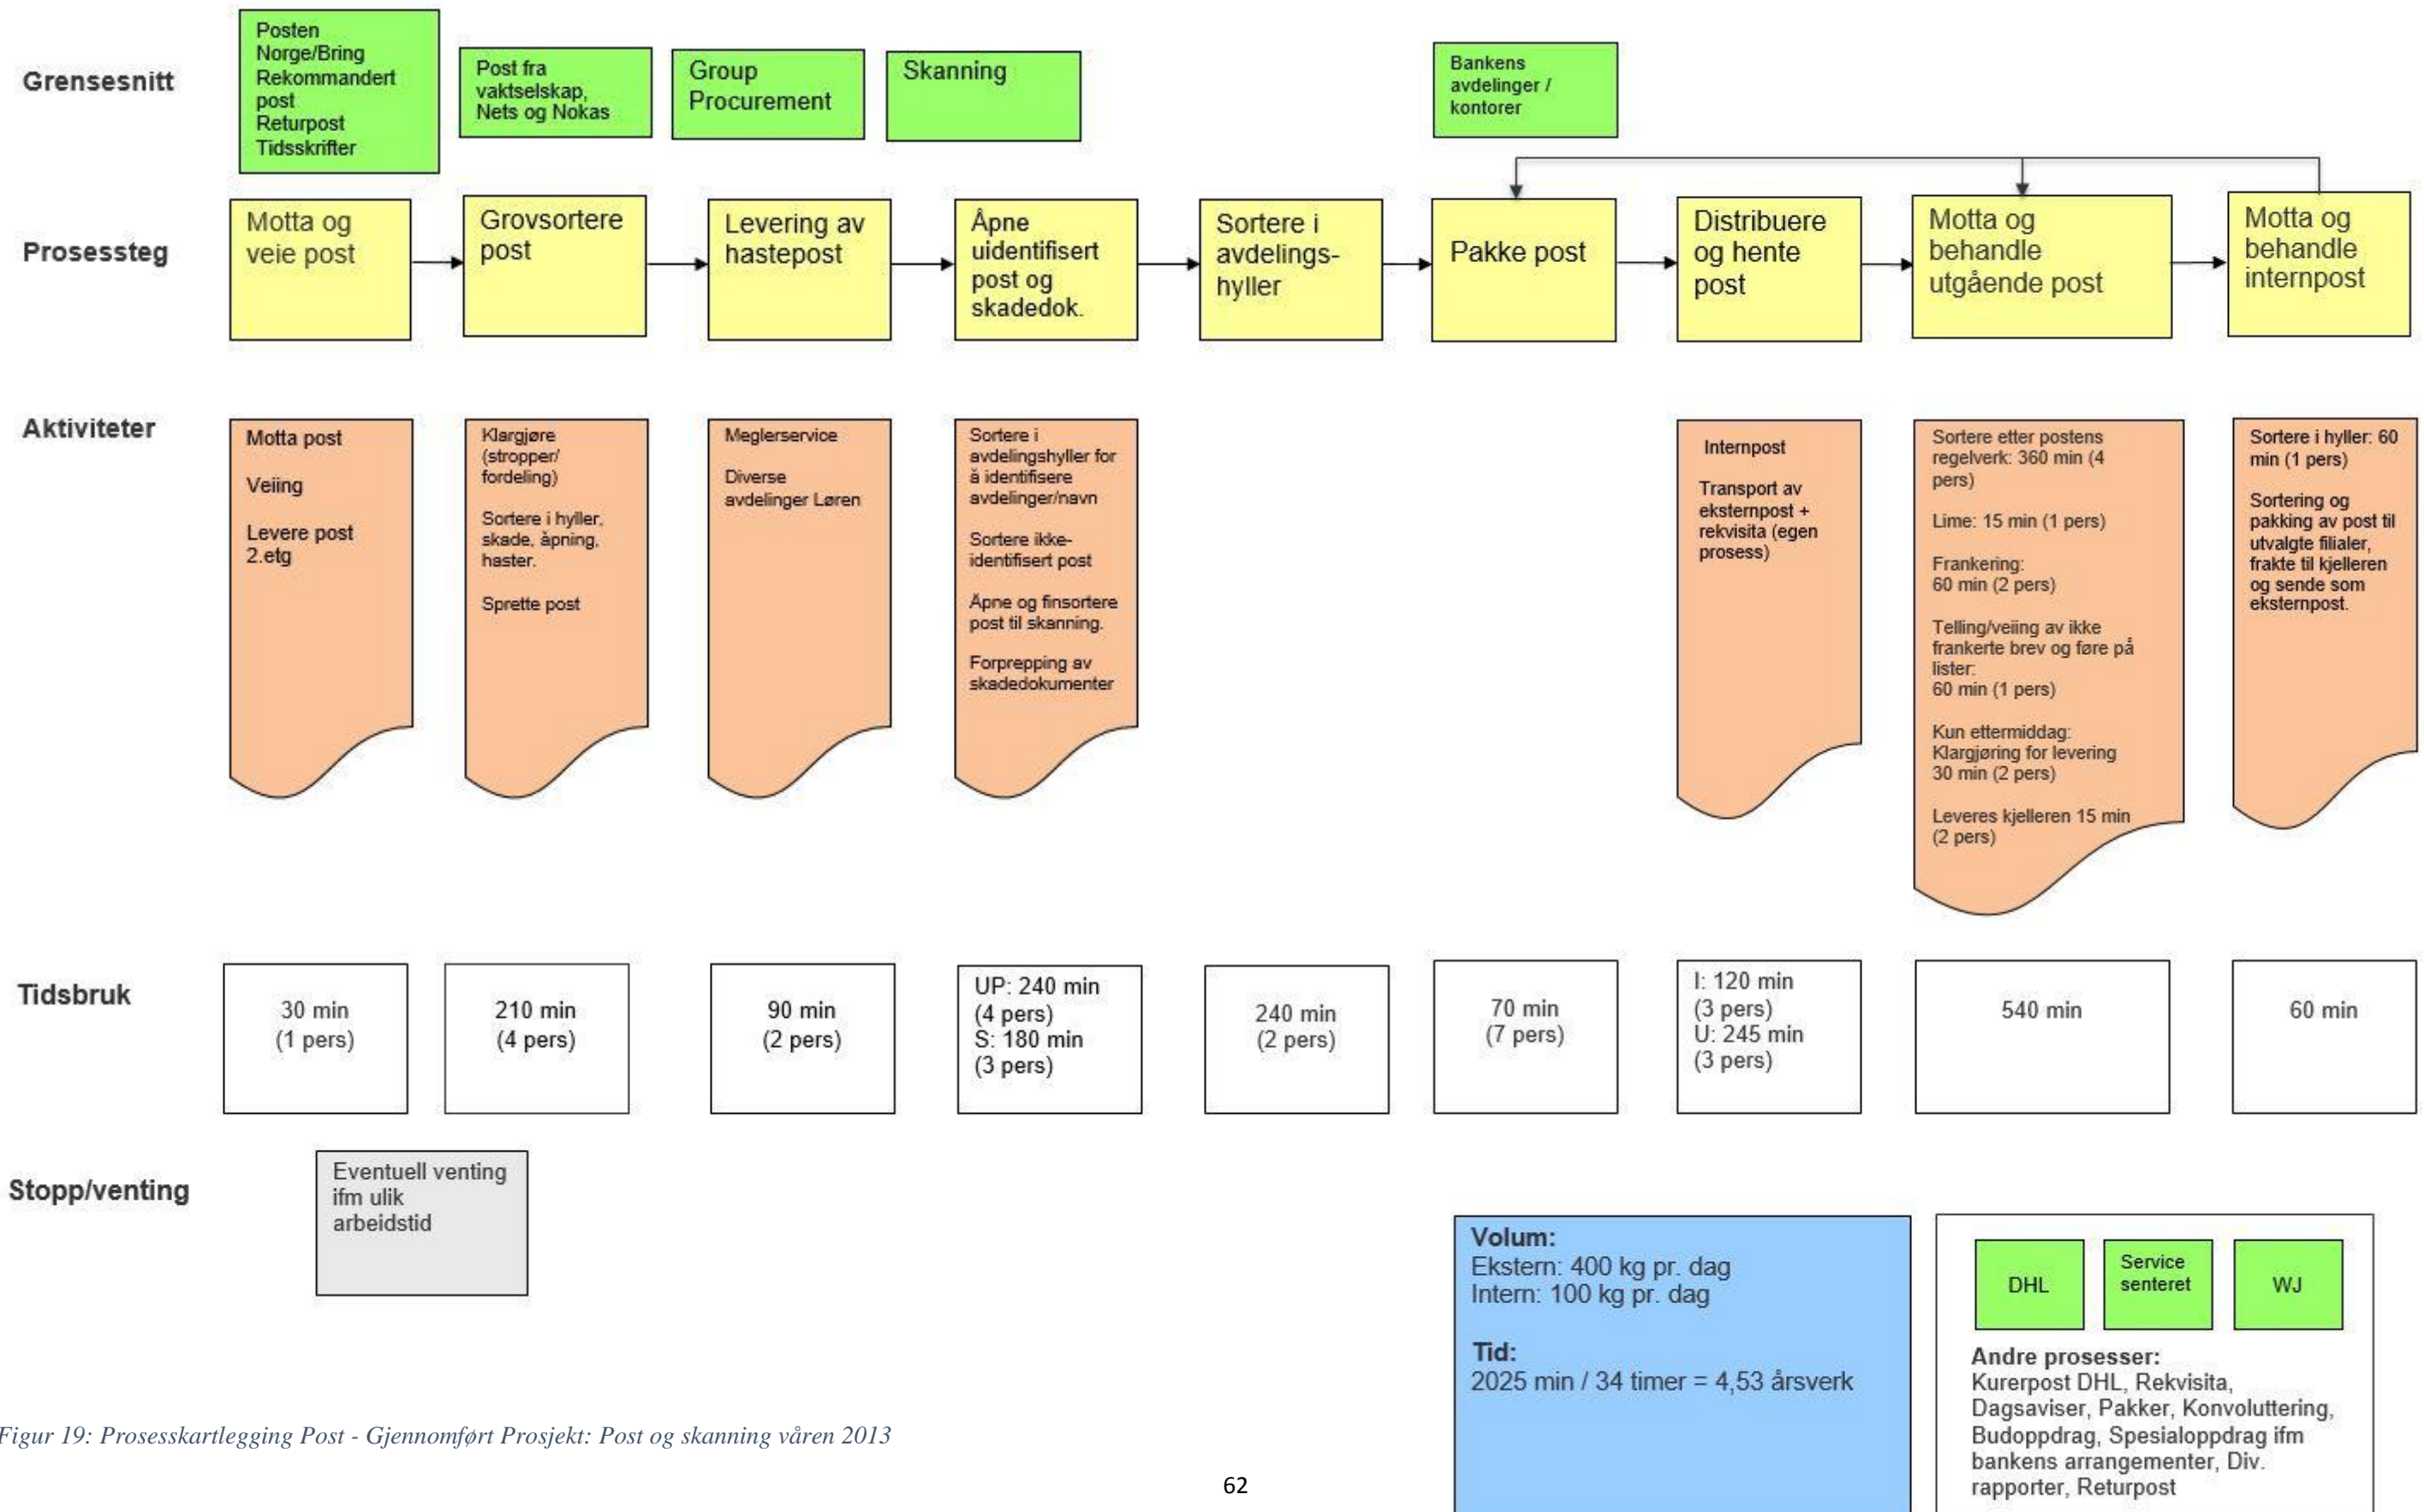 Grensesnitt
Posten
Norge/Bring
Rekommandert
post
Returpost
Tidsskrifter
Post fra
vaktselskap,
Nets og Nokas
Group
Procurement
Skanning
Bankens
avdelinger /
kontorer
Prosessteg
Motta og
veie post
Grovsortere
post
Levering av
hastepost
Åpne
uidentifisert
post og
skadedok.
Sortere i
avdelings-
hyller
Pakke post
Distribuere
og hente
post
Motta og
behandle
utgående post
Motta og
behandle
internpost
Aktiviteter
Motta post
Veiing
Levere post
2.etg
Klargjøre
(stropper/
fordeling)
Sortere i hyller,
skade, åpning,
haster.
Sprette post
Meglerservice
Diverse
avdelinger Løren
Sortere i
avdelingshyller for
å identifisere
avdelinger/navn
Sortere ikke-
identifisert post
Åpne og finsortere
post til skanning.
Forprepping av
skadedokumenter
Internpost
Transport av
eksternpost +
rekvisita (egen
prosess)
Sortere etter postens
regelverk: 360 min (4
pers)
Lime: 15 min (1 pers)
Frankering:
60 min (2 pers)
Telling/veiing av ikke
frankerte brev og føre på
lister:
60 min (1 pers)
Kun ettermiddag:
Klargjøring for levering
30 min (2 pers)
Leveres kjelleren 15 min
(2 pers)
Sortere i hyller: 60
min (1 pers)
Sortering og
pakking av post til
utvalgte filialer,
frakte til kjelleren
og sende som
eksternpost.
Tidsbruk
30 min
(1 pers)
210 min
(4 pers)
90 min
(2 pers)
UP: 240 min
(4 pers)
S: 180 min
(3 pers)
240 min
(2 pers)
70 min
(7 pers)
I: 120 min
(3 pers)
U: 245 min
(3 pers)
540 min
60 min
Stopp/venting
Eventuell venting
ifm ulik
arbeidstid
Volum:
Ekstern: 400 kg pr. dag
Intern: 100 kg pr. dag
Tid:
2025 min / 34 timer = 4,53 årsverk
DHL
Service
senteret
WJ
Andre prosesser:
Kurerpost DHL, Rekvisita,
Dagsaviser, Pakker, Konvoluttering,
Budoppdrag, Spesialoppdrag ifm
bankens arrangementer, Div.
rapporter, Returpost
Figur 19: Prosesskartlegging Post - Gjennomført Prosjekt: Post og skanning våren 2013
62